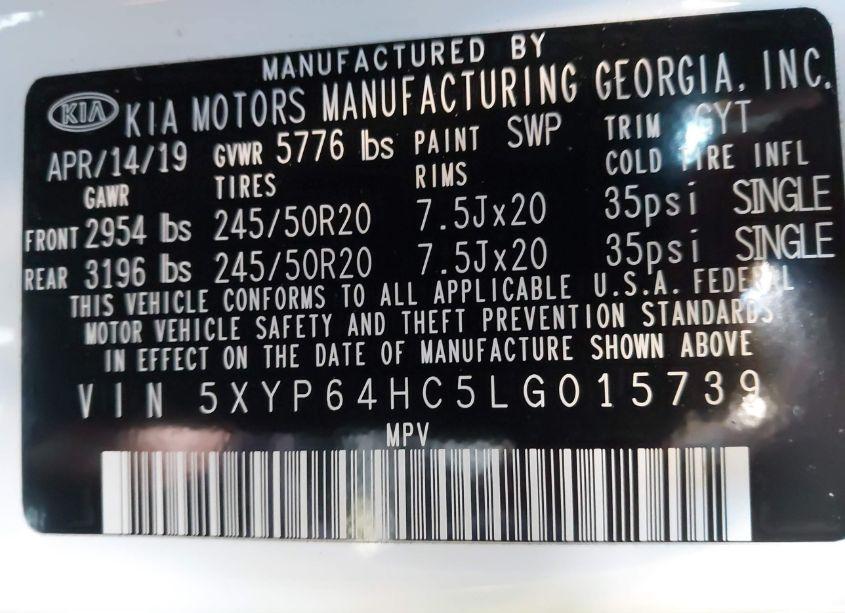 MANUFACTURED BY
KIA KIA MOTORS MANUFACTURING GEORGIA, INC.
APR/14/19 GVWR 5776 lbs PAINT SWP TRIM GYT
GAWR TIRES RIMS COLD TIRE INFL
FRONT 2954 lbs 245/50R20 7.5Jx20 35psi SINGLE
REAR 3196 lbs 245/50R20 7.5Jx20 35psi SINGLE
THIS VEHICLE CONFORMS TO ALL APPLICABLE U.S.A. FEDERAL
MOTOR VEHICLE SAFETY AND THEFT PREVENTION STANDARDS
IN EFFECT ON THE DATE OF MANUFACTURE SHOWN ABOVE
VIN 5XYP64HC5LG015739
MPV